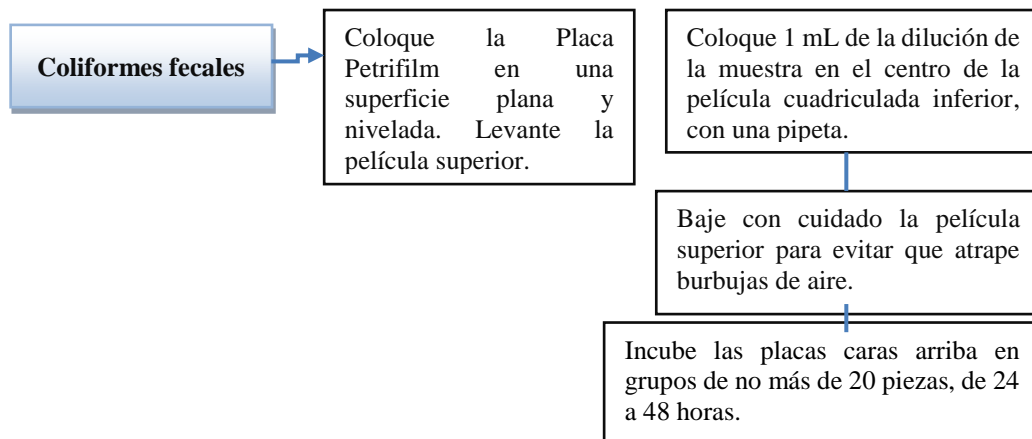 Coliformes fecales
Coloque la Placa
Petrifilm en una
superficie plana y
nivelada. Levante la
película superior.
Coloque 1 mL de la dilución de
la muestra en el centro de la
película cuadriculada inferior,
con una pipeta.
Baje con cuidado la película
superior para evitar que atrape
burbujas de aire.
Incube las placas caras arriba en
grupos de no más de 20 piezas, de 24
a 48 horas.